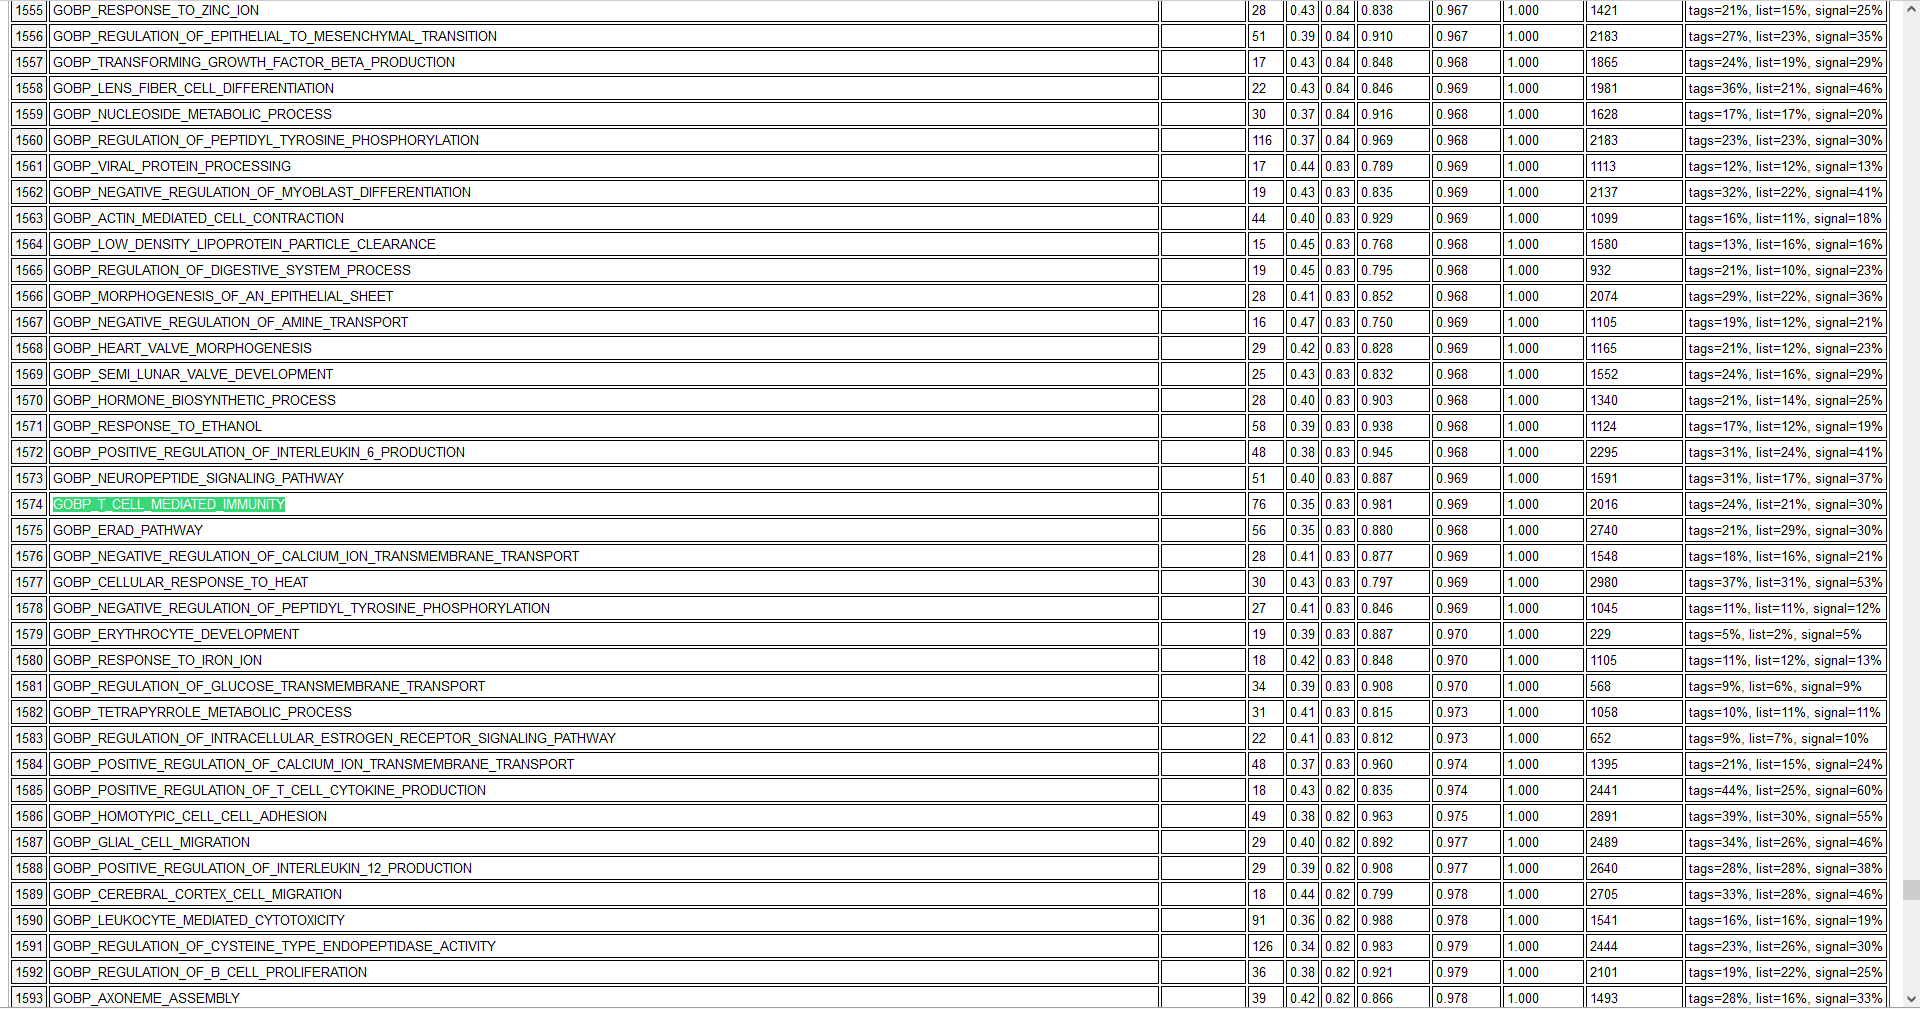 1555 GOBP_RESPONSE_TO_ZINC_ION 28 0.43 0.84 0.838 0.967 1.000 1421 tags=21%, list=15%, signal=25%
1556 GOBP_REGULATION_OF_EPITHELIAL_TO_MESENCHYMAL_TRANSITION 51 0.39 0.84 0.910 0.967 1.000 2183 tags=27%, list=23%, signal=35%
1557 GOBP_TRANSFORMING_GROWTH_FACTOR_BETA_PRODUCTION 17 0.43 0.84 0.848 0.968 1.000 1865 tags=24%, list=19%, signal=29%
1558 GOBP_LENS_FIBER_CELL_DIFFERENTIATION 22 0.43 0.84 0.846 0.969 1.000 1981 tags=36%, list=21%, signal=46%
1559 GOBP_NUCLEOSIDE_METABOLIC_PROCESS 30 0.37 0.84 0.916 0.968 1.000 1628 tags=17%, list=17%, signal=20%
1560 GOBP_REGULATION_OF_PEPTIDYL_TYROSINE_PHOSPHORYLATION 116 0.37 0.84 0.969 0.968 1.000 2183 tags=23%, list=23%, signal=30%
1561 GOBP_VIRAL_PROTEIN_PROCESSING 17 0.44 0.83 0.789 0.969 1.000 1113 tags=12%, list=12%, signal=13%
1562 GOBP_NEGATIVE_REGULATION_OF_MYOBLAST_DIFFERENTIATION 19 0.43 0.83 0.835 0.969 1.000 2137 tags=32%, list=22%, signal=41%
1563 GOBP_ACTIN_MEDIATED_CELL_CONTRACTION 44 0.40 0.83 0.929 0.969 1.000 1099 tags=16%, list=11%, signal=18%
1564 GOBP_LOW_DENSITY_LIPOPROTEIN_PARTICLE_CLEARANCE 15 0.45 0.83 0.768 0.968 1.000 1580 tags=13%, list=16%, signal=16%
1565 GOBP_REGULATION_OF_DIGESTIVE_SYSTEM_PROCESS 19 0.45 0.83 0.795 0.968 1.000 932 tags=21%, list=10%, signal=23%
1566 GOBP_MORPHOGENESIS_OF_AN_EPITHELIAL_SHEET 28 0.41 0.83 0.852 0.968 1.000 2074 tags=29%, list=22%, signal=36%
1567 GOBP_NEGATIVE_REGULATION_OF_AMINE_TRANSPORT 16 0.47 0.83 0.750 0.969 1.000 1105 tags=19%, list=12%, signal=21%
1568 GOBP_HEART_VALVE_MORPHOGENESIS 29 0.42 0.83 0.828 0.969 1.000 1165 tags=21%, list=12%, signal=23%
1569 GOBP_SEMI_LUNAR_VALVE_DEVELOPMENT 25 0.43 0.83 0.832 0.968 1.000 1552 tags=24%, list=16%, signal=29%
1570 GOBP_HORMONE_BIOSYNTHETIC_PROCESS 28 0.40 0.83 0.903 0.968 1.000 1340 tags=21%, list=14%, signal=25%
1571 GOBP_RESPONSE_TO_ETHANOL 58 0.39 0.83 0.938 0.968 1.000 1124 tags=17%, list=12%, signal=19%
1572 GOBP_POSITIVE_REGULATION_OF_INTERLEUKIN_6_PRODUCTION 48 0.38 0.83 0.945 0.968 1.000 2295 tags=31%, list=24%, signal=41%
1573 GOBP_NEUROPEPTIDE_SIGNALING_PATHWAY 51 0.40 0.83 0.887 0.969 1.000 1591 tags=31%, list=17%, signal=37%
1574 GOBP_T_CELL_MEDIATED_IMMUNITY 76 0.35 0.83 0.981 0.969 1.000 2016 tags=24%, list=21%, signal=30%
1575 GOBP_ERAD_PATHWAY 56 0.35 0.83 0.880 0.968 1.000 2740 tags=21%, list=29%, signal=30%
1576 GOBP_NEGATIVE_REGULATION_OF_CALCIUM_ION_TRANSMEMBRANE_TRANSPORT 28 0.41 0.83 0.877 0.969 1.000 1548 tags=18%, list=16%, signal=21%
1577 GOBP_CELLULAR_RESPONSE_TO_HEAT 30 0.43 0.83 0.797 0.969 1.000 2980 tags=37%, list=31%, signal=53%
1578 GOBP_NEGATIVE_REGULATION_OF_PEPTIDYL_TYROSINE_PHOSPHORYLATION 27 0.41 0.83 0.846 0.969 1.000 1045 tags=11%, list=11%, signal=12%
1579 GOBP_ERYTHROCYTE_DEVELOPMENT 19 0.39 0.83 0.887 0.970 1.000 229 tags=5%, list=2%, signal=5%
1580 GOBP_RESPONSE_TO_IRON_ION 18 0.42 0.83 0.848 0.970 1.000 1105 tags=11%, list=12%, signal=13%
1581 GOBP_REGULATION_OF_GLUCOSE_TRANSMEMBRANE_TRANSPORT 34 0.39 0.83 0.908 0.970 1.000 568 tags=9%, list=6%, signal=9%
1582 GOBP_TETRAPYRROLE_METABOLIC_PROCESS 31 0.41 0.83 0.815 0.973 1.000 1058 tags=10%, list=11%, signal=11%
1583 GOBP_REGULATION_OF_INTRACELLULAR_ESTROGEN_RECEPTOR_SIGNALING_PATHWAY 22 0.41 0.83 0.812 0.973 1.000 652 tags=9%, list=7%, signal=10%
1584 GOBP_POSITIVE_REGULATION_OF_CALCIUM_ION_TRANSMEMBRANE_TRANSPORT 48 0.37 0.83 0.960 0.974 1.000 1395 tags=21%, list=15%, signal=24%
1585 GOBP_POSITIVE_REGULATION_OF_T_CELL_CYTOKINE_PRODUCTION 18 0.43 0.82 0.835 0.974 1.000 2441 tags=44%, list=25%, signal=60%
1586 GOBP_HOMOTYPIC_CELL_CELL_ADHESION 49 0.38 0.82 0.963 0.975 1.000 2891 tags=39%, list=30%, signal=55%
1587 GOBP_GLIAL_CELL_MIGRATION 29 0.40 0.82 0.892 0.977 1.000 2489 tags=34%, list=26%, signal=46%
1588 GOBP_POSITIVE_REGULATION_OF_INTERLEUKIN_12_PRODUCTION 29 0.39 0.82 0.908 0.977 1.000 2640 tags=28%, list=28%, signal=38%
1589 GOBP_CEREBRAL_CORTEX_CELL_MIGRATION 18 0.44 0.82 0.799 0.978 1.000 2705 tags=33%, list=28%, signal=46%
1590 GOBP_LEUKOCYTE_MEDIATED_CYTOTOXICITY 91 0.36 0.82 0.988 0.978 1.000 1541 tags=16%, list=16%, signal=19%
1591 GOBP_REGULATION_OF_CYSTEINE_TYPE_ENDOPEPTIDASE_ACTIVITY 126 0.34 0.82 0.983 0.979 1.000 2444 tags=23%, list=26%, signal=30%
1592 GOBP_REGULATION_OF_B_CELL_PROLIFERATION 36 0.38 0.82 0.921 0.979 1.000 2101 tags=19%, list=22%, signal=25%
1593 GOBP_AXONEME_ASSEMBLY 39 0.42 0.82 0.866 0.978 1.000 1493 tags=28%, list=16%, signal=33%